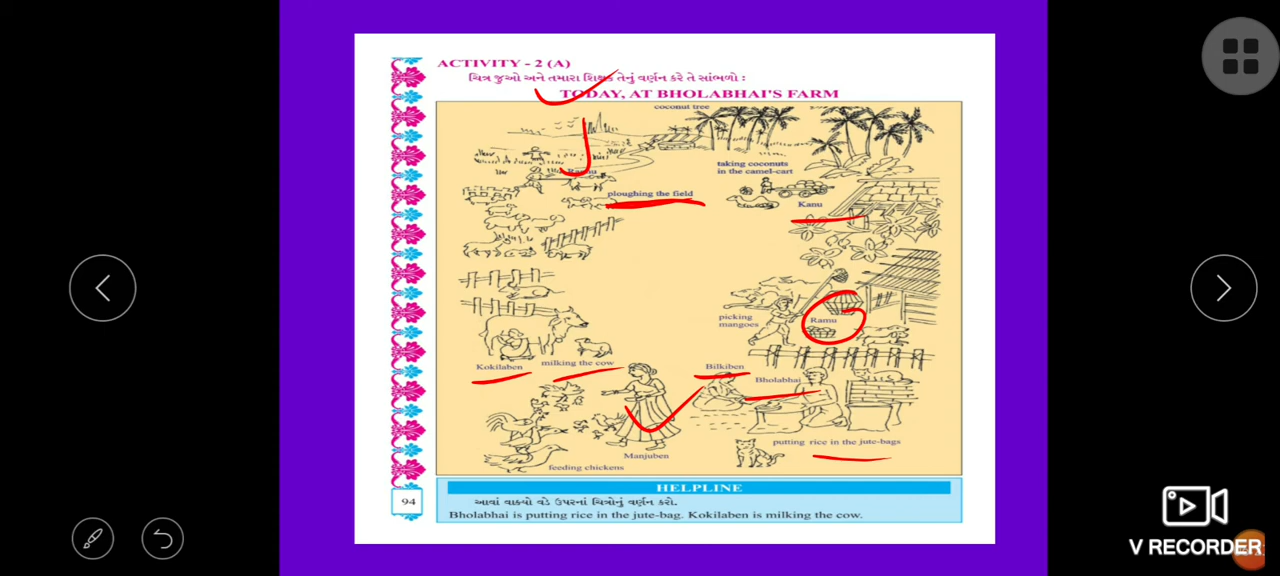 ACTIVITY - 2 (A)
ચિત્ર જુઓ અને તમારા શિક્ષક તેનું વર્ણન કરે તે સાંભળો :
TODAY, AT BHOLABHAI'S FARM
coconut tree
taking coconuts
in the camel-cart
Ramu
ploughing the field
Kanu
picking
mangoes
Ramu
Kokilaben
milking the cow
Bilkiben
Bholabhai
putting rice in the jute-bags
Manjuben
feeding chickens
HELPLINE
આવાં વાક્યો વડે ઉપરનાં ચિત્રોનું વર્ણન કરો.
Bholabhai is putting rice in the jute-bag. Kokilaben is milking the cow.
94
V RECORDER